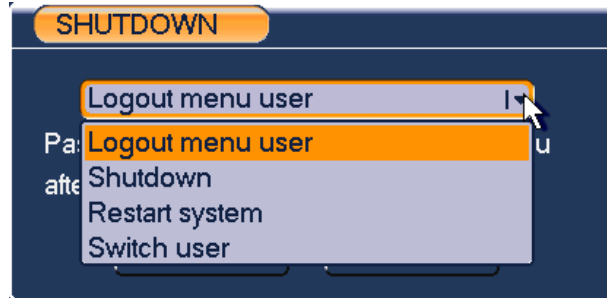 SHUTDOWN
Logout menu user
Logout menu user
Shutdown
Restart system
Switch user